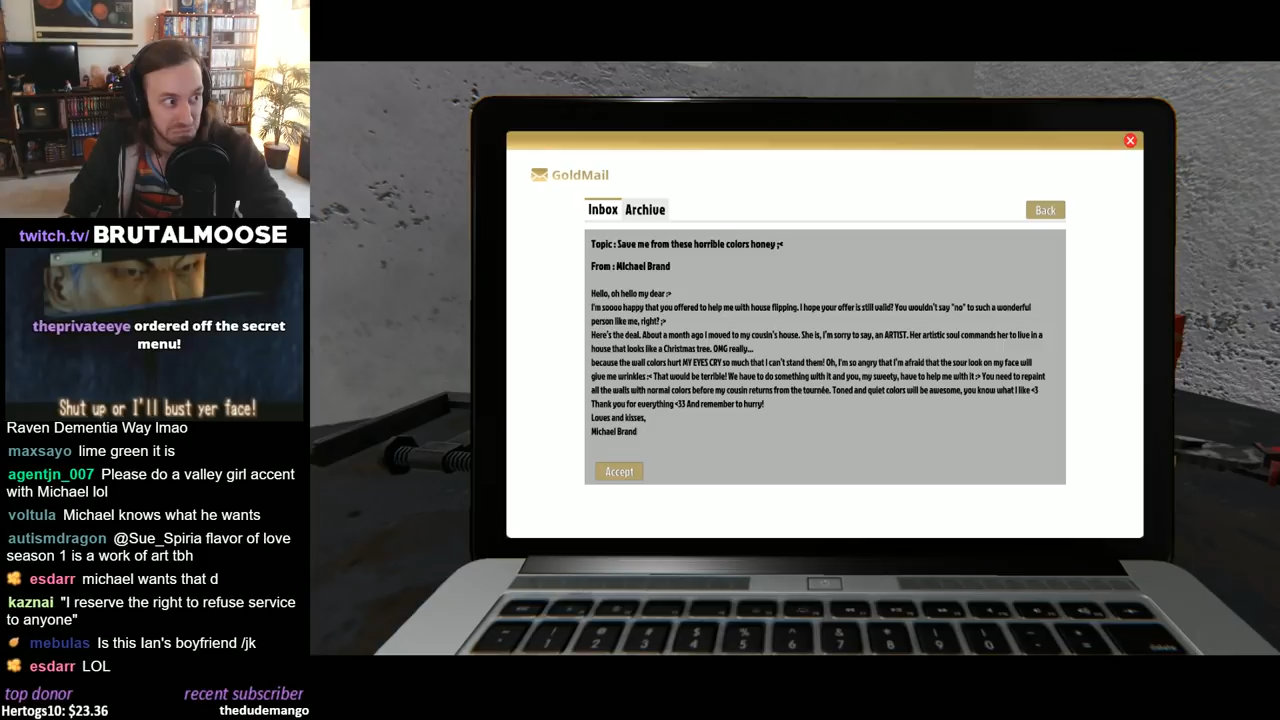 twitch.tv/ BRUTALMOOSE
theprivateeye ordered off the secret
menu!
Shut up or I'll bust yer face!
Raven Dementia Way lmao
maxsayo lime green it is
agentjn_007 Please do a valley girl accent
with Michael lol
voltula Michael knows what he wants
autismdragon @Sue_Spiria flavor of love
season 1 is a work of art tbh
esdarr michael wants that d
kaznai "I reserve the right to refuse service
to anyone"
mebulas Is this Ian's boyfriend /jk
esdarr LOL
top donor
Hertogs10: $23.36
recent subscriber
thedudemango
GoldMail
Inbox Archive
Back
Topic : Save me from these horrible colors honey ;<
From : Michael Brand
Hello, oh hello my dear :>
I'm soooo happy that you offered to help me with house flipping. I hope your offer is still valid? You wouldn't say "no" to such a wonderful
person like me, right? ;>
Here's the deal. About a month ago I moved to my cousin's house. She is, I'm sorry to say, an ARTIST. Her artistic soul commands her to live in a
house that looks like a Christmas tree. OMG really...
because the wall colors hurt MY EYES CRY so much that I can't stand them! Oh, I'm so angry that I'm afraid that the sour look on my face will
give me wrinkles :< That would be terrible! We have to do something with it and you, my sweety, have to help me with it :> You need to repaint
all the walls with normal colors before my cousin returns from the tournée. Toned and quiet colors will be awesome, you know what I like <3
Thank you for everything <33 And remember to hurry!
Loves and kisses,
Michael Brand
Accept